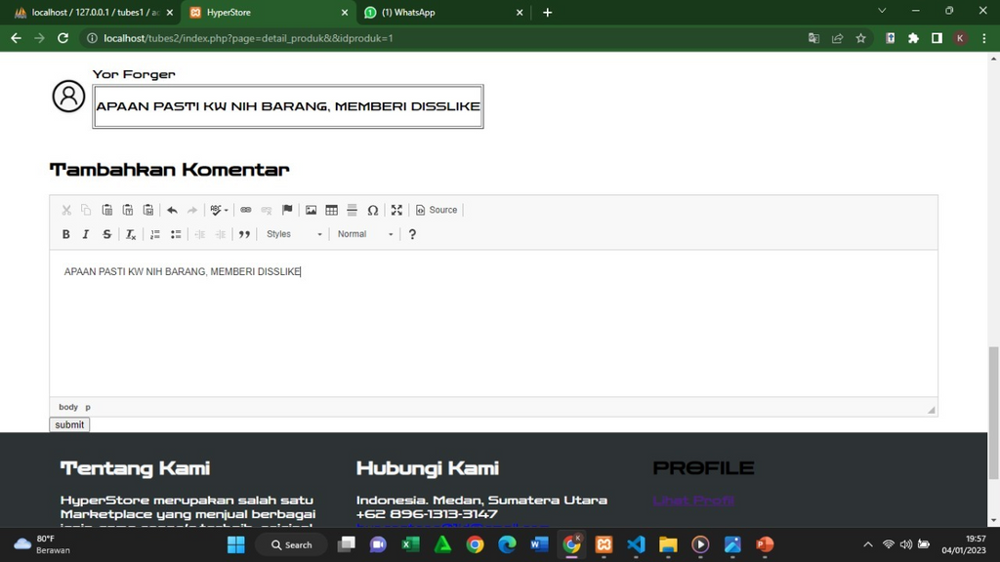 localhost / 127.0.0.1 / tubes1 / ac
HyperStore
(1) WhatsApp
localhost/tubes2/index.php?page=detail_produk&&idproduk=1
K
Yor Forger
APAAN PASTI KW NIH BARANG, MEMBERI DISSLIKE
Tambahkan Komentar
Source
B I S Styles Normal ?
APAAN PASTI KW NIH BARANG, MEMBERI DISSLIKE
body p
submit
Tentang Kami
HyperStore merupakan salah satu
Marketplace yang menjual berbagai
Hubungi Kami
Indonesia. Medan, Sumatera Utara
+62 896-1313-3147
PROFILE
Lihat Profil
80°F
Berawan
Search
19:57
04/01/2023